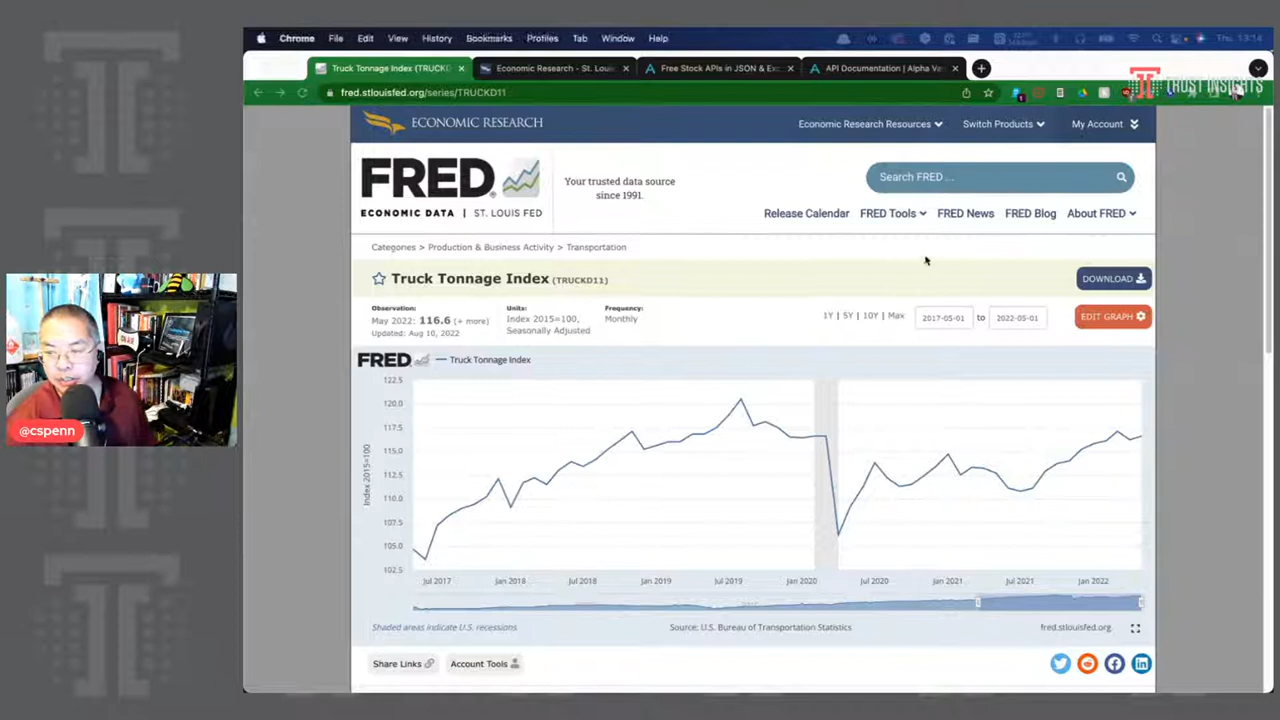 Chrome File Edit View History Bookmarks Profiles Tab Window Help
Thu. 13:14
Truck Tonnage Index (TRUCKD
Economic Research - St. Loui
Free Stock APIs in JSON & Exc
API Documentation | Alpha Va
TRUST INSIGHTS
fred.stlouisfed.org/series/TRUCKD11
ECONOMIC RESEARCH
Economic Research Resources
Switch Products
My Account
FRED
ECONOMIC DATA | ST. LOUIS FED
Your trusted data source
since 1991.
Search FRED ...
Release Calendar
FRED Tools
FRED News
FRED Blog
About FRED
Categories > Production & Business Activity > Transportation
Truck Tonnage Index (TRUCKD11)
DOWNLOAD
Observation:
May 2022: 116.6 (+ more)
Updated: Aug 10, 2022
Units:
Index 2015=100,
Seasonally Adjusted
Frequency:
Monthly
1Y | 5Y | 10Y | Max
2017-05-01 to 2022-05-01
EDIT GRAPH
FRED
Truck Tonnage Index
122.5
120.0
117.5
115.0
112.5
110.0
107.5
105.0
102.5
Index 2015=100
Jul 2017
Jan 2018
Jul 2018
Jan 2019
Jul 2019
Jan 2020
Jul 2020
Jan 2021
Jul 2021
Jan 2022
Shaded areas indicate U.S. recessions
Source: U.S. Bureau of Transportation Statistics
fred.stlouisfed.org
Share Links
Account Tools
@cspenn